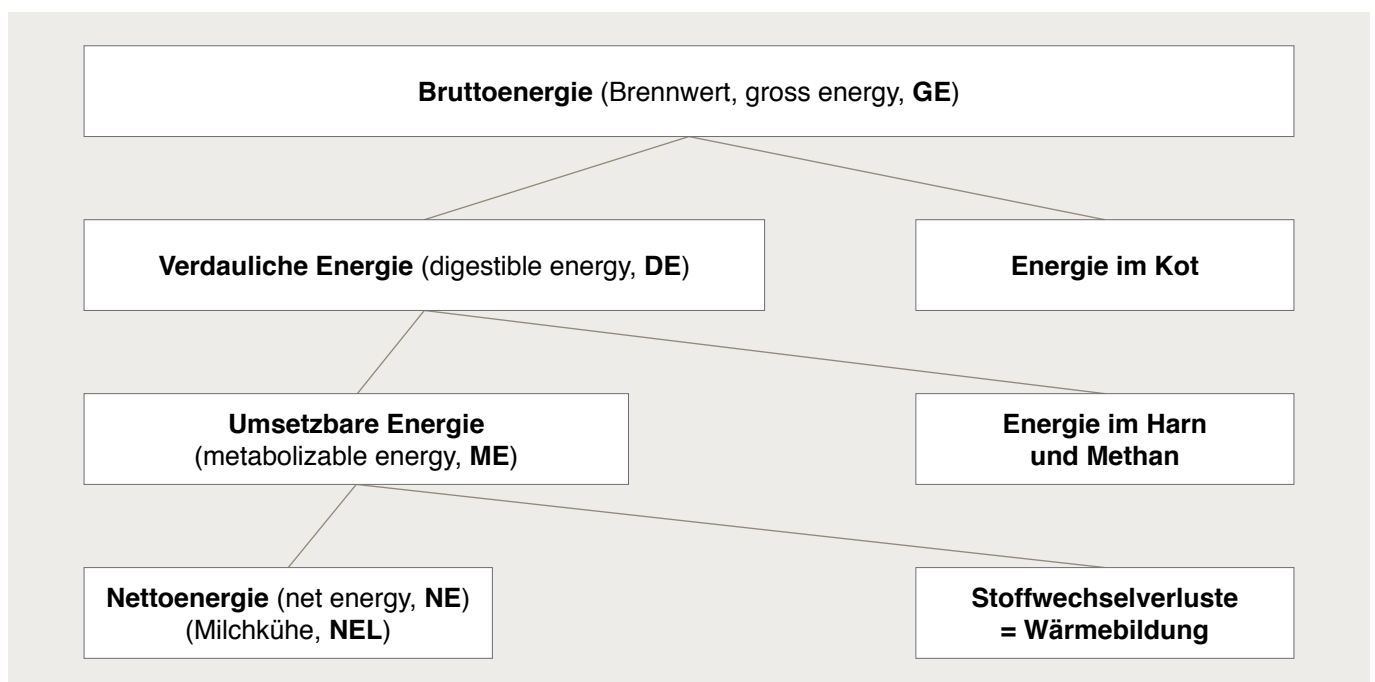 Bruttoenergie (Brennwert, gross energy, GE)
Verdauliche Energie (digestible energy, DE)
Energie im Kot
Umsetzbare Energie
(metabolizable energy, ME)
Energie im Harn
und Methan
Nettoenergie (net energy, NE)
(Milchkühe, NEL)
Stoffwechselverluste
= Wärmebildung